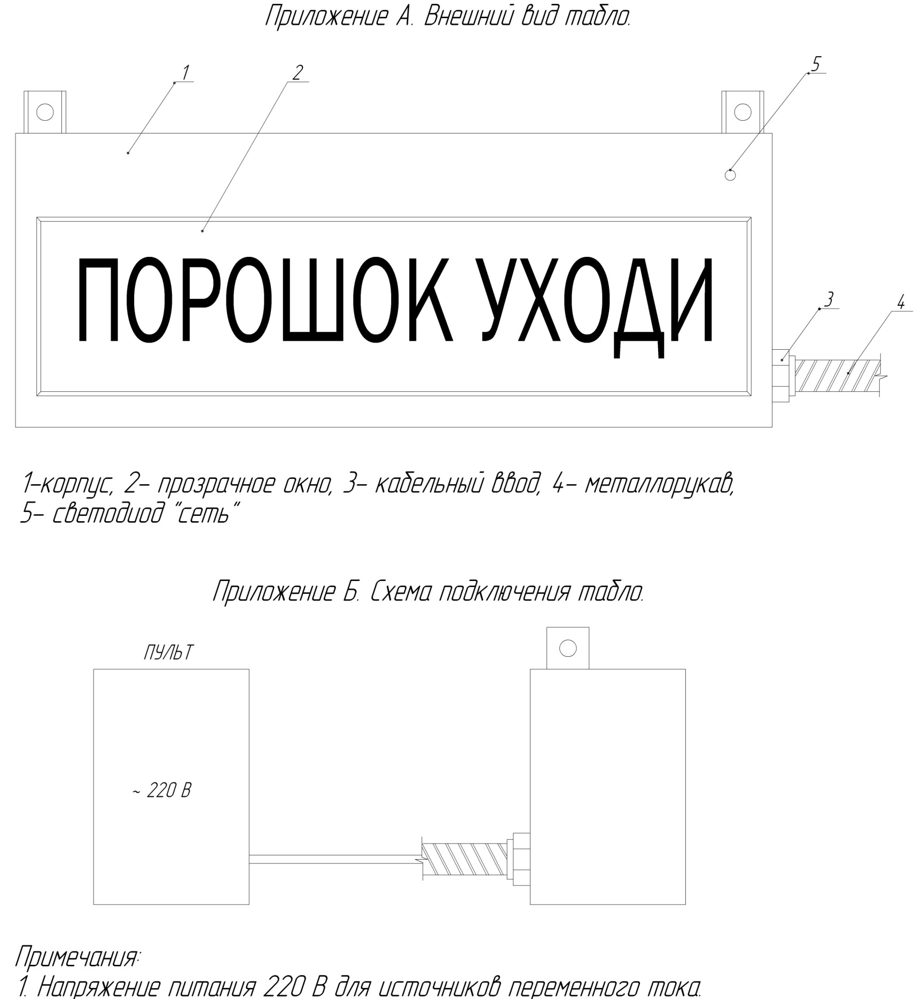 Приложение А. Внешний вид табло.
1
2
5
ПОРОШОК УХОДИ
3
4
1-корпус, 2- прозрачное окно, 3- кабельный ввод, 4- металлорукав,
5- светодиод "сеть"
Приложение Б. Схема подключения табло.
ПУЛЬТ
~ 220 В
Примечания:
1. Напряжение питания 220 В для источников переменного тока.